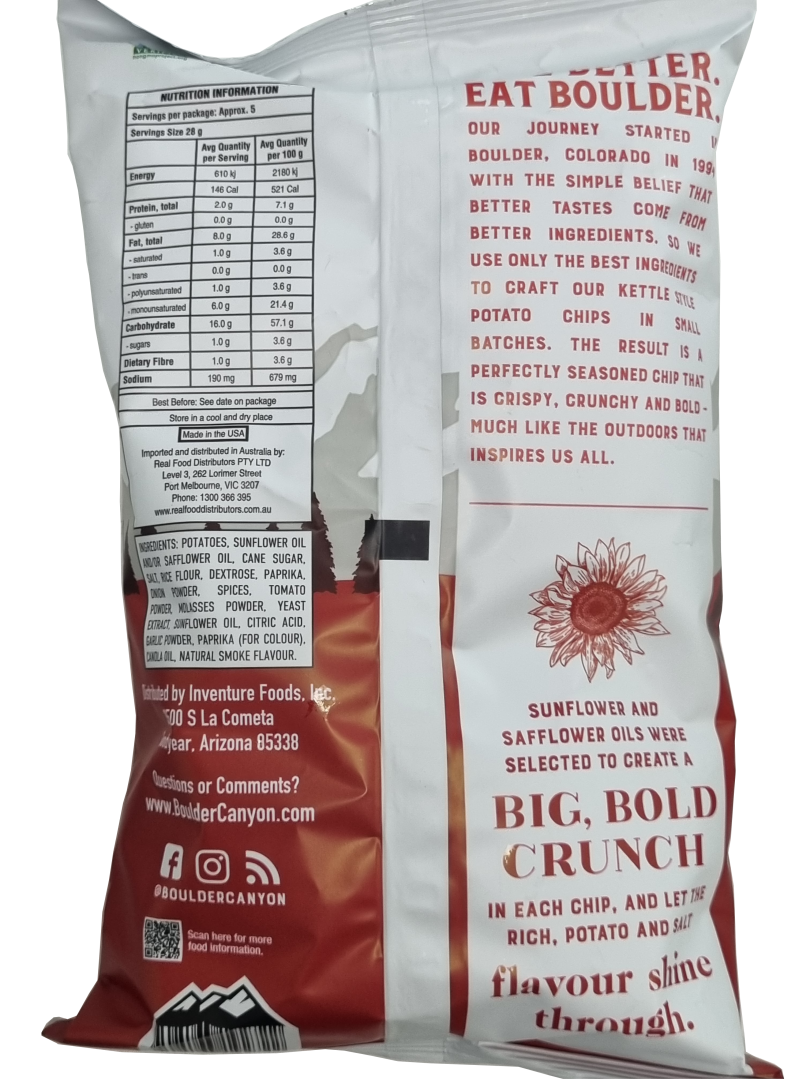 NUTRITION INFORMATION
Servings per package: Approx. 5
Servings Size 28 g
Avg Quantity per Serving Avg Quantity per 100 g
Energy 610 kj 2180 kj
146 Cal 521 Cal
Protein, total 2.0 g 7.1 g
- gluten 0.0 g 0.0 g
Fat, total 8.0 g 28.6 g
- saturated 1.0 g 3.6 g
- trans 0.0 g 0.0 g
- polyunsaturated 1.0 g 3.6 g
- monounsaturated 6.0 g 21.4 g
Carbohydrate 16.0 g 57.1 g
- sugars 1.0 g 3.6 g
Dietary Fibre 1.0 g 3.6 g
Sodium 190 mg 679 mg
Best Before: See date on package
Store in a cool and dry place
Made in the USA
Imported and distributed in Australia by:
Real Food Distributors PTY LTD
Level 3, 262 Lorimer Street
Port Melbourne, VIC 3207
Phone: 1300 366 395
www.realfooddistributors.com.au
INGREDIENTS: POTATOES, SUNFLOWER OIL
AND/OR SAFFLOWER OIL, CANE SUGAR,
SALT, RICE FLOUR, DEXTROSE, PAPRIKA,
ONION POWDER, SPICES, TOMATO
POWDER, MOLASSES POWDER, YEAST
EXTRACT, SUNFLOWER OIL, CITRIC ACID,
GARLIC POWDER, PAPRIKA (FOR COLOUR),
CANOLA OIL, NATURAL SMOKE FLAVOUR.
by Inventure Foods, Inc.
S La Cometa
Arizona 85338
Questions or Comments?
www.BoulderCanyon.com
@BOULDERCANYON
Scan here for more
food information.
BETTER.
EAT BOULDER.
OUR JOURNEY STARTED
BOULDER, COLORADO IN
WITH THE SIMPLE BELIEF THAT
BETTER TASTES COME FROM
BETTER INGREDIENTS. SO WE
USE ONLY THE BEST INGREDIENTS
TO CRAFT OUR KETTLE STYLE
POTATO CHIPS IN SMALL
BATCHES. THE RESULT IS A
PERFECTLY SEASONED CHIP THAT
IS CRISPY, CRUNCHY AND BOLD -
MUCH LIKE THE OUTDOORS THAT
INSPIRES US ALL.
SUNFLOWER AND
SAFFLOWER OILS WERE
SELECTED TO CREATE A
BIG, BOLD
CRUNCH
IN EACH CHIP, AND LET THE
RICH, POTATO AND SALT
flavour shine
through.